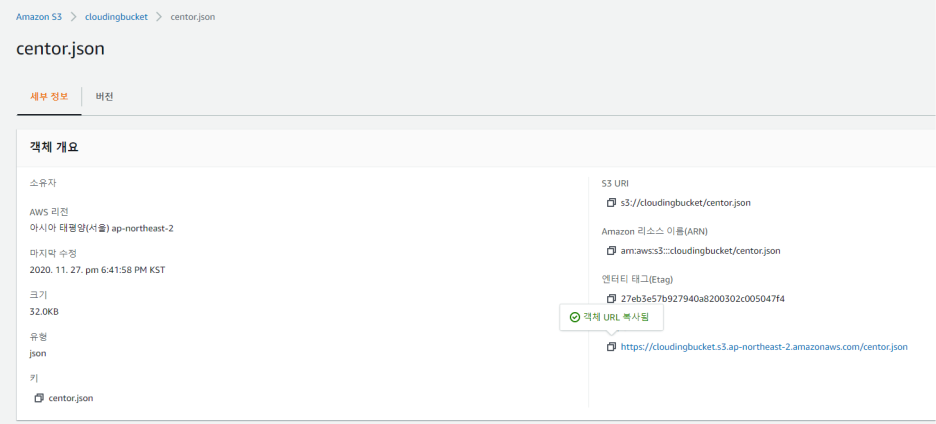 Amazon S3 > cloudingbucket > centor.json
centor.json
세부 정보 버전
객체 개요
소유자
AWS 리전
아시아 태평양(서울) ap-northeast-2
마지막 수정
2020. 11. 27. pm 6:41:58 PM KST
크기
32.0KB
유형
json
키
centor.json
S3 URI
s3://cloudingbucket/centor.json
Amazon 리소스 이름(ARN)
arn:aws:s3:::cloudingbucket/centor.json
엔터티 태그(Etag)
27eb3e57b927940a8200302c005047f4
객체 URL 복사됨
https://cloudingbucket.s3.ap-northeast-2.amazonaws.com/centor.json